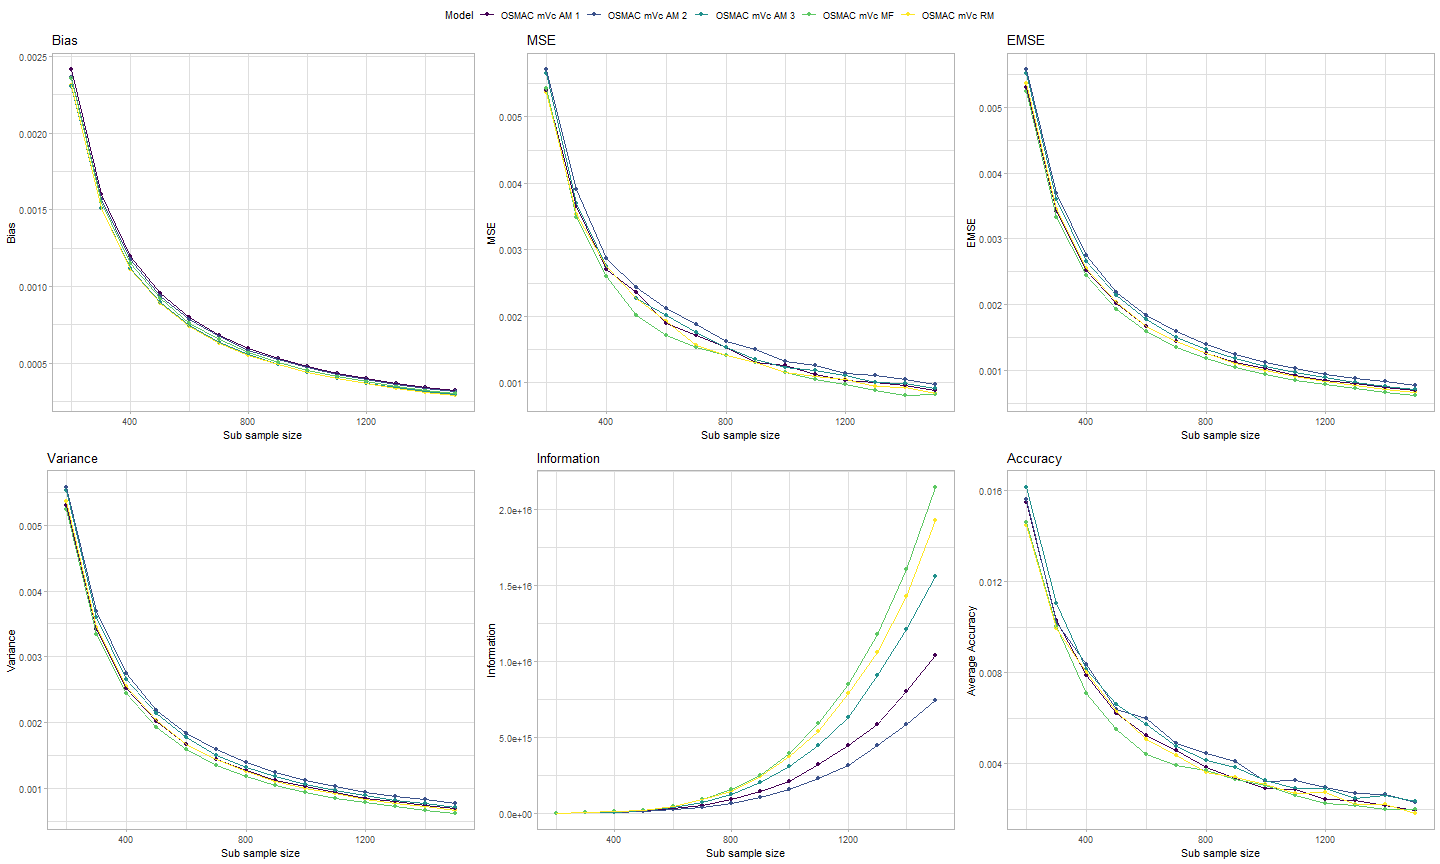 Model OSMAC mVc AM 1 OSMAC mVc AM 2 OSMAC mVc AM 3 OSMAC mVc MF OSMAC mVc RM
Bias
0.0025
0.0020
0.0015
0.0010
0.0005
Bias
400 800 1200
Sub sample size
MSE
0.005
0.004
0.003
0.002
0.001
MSE
400 800 1200
Sub sample size
EMSE
0.005
0.004
0.003
0.002
0.001
EMSE
400 800 1200
Sub sample size
Variance
0.005
0.004
0.003
0.002
0.001
Variance
400 800 1200
Sub sample size
Information
2.0e+16
1.5e+16
1.0e+16
5.0e+15
0.0e+00
Information
400 800 1200
Sub sample size
Accuracy
0.016
0.012
0.008
0.004
Average Accuracy
400 800 1200
Sub sample size